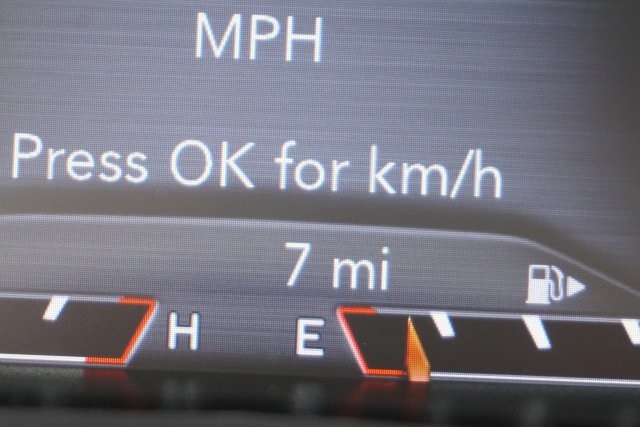 MPH
Press OK for km/h
7 mi
H E